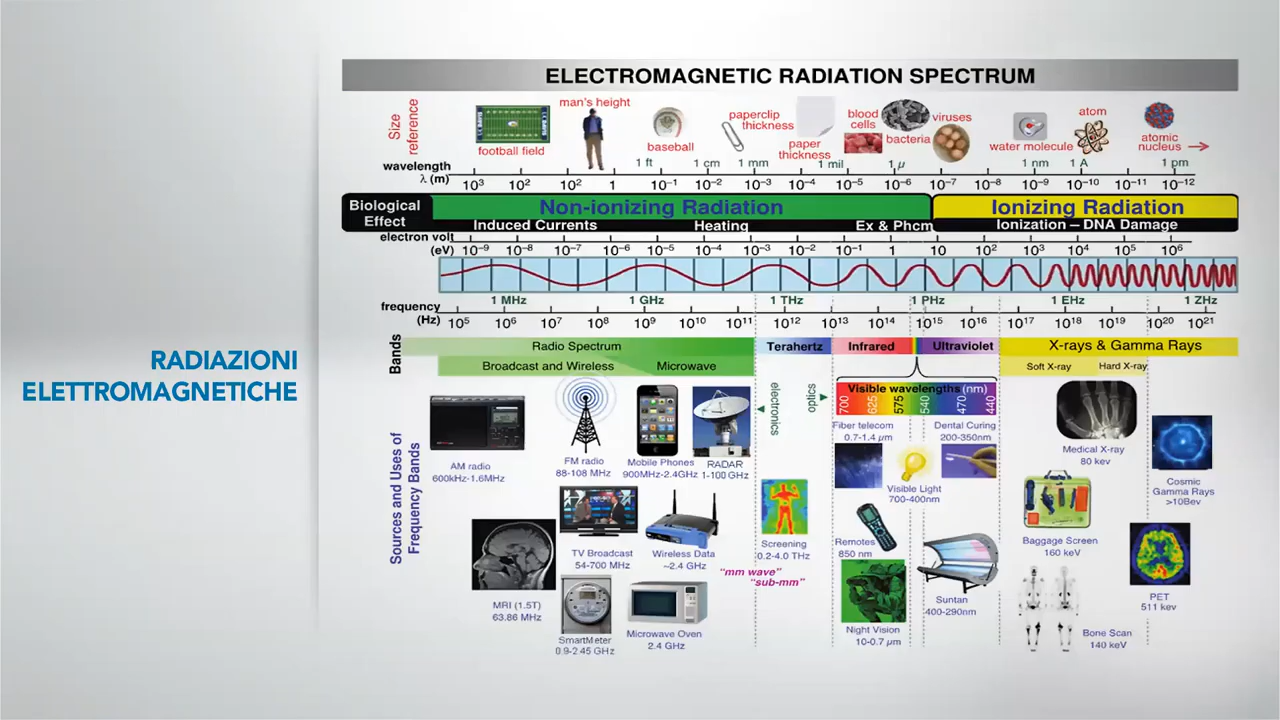 RADIAZIONI
ELETTROMAGNETICHE
ELECTROMAGNETIC RADIATION SPECTRUM
Size
reference
football field
man's height
baseball
paperclip
thickness
paper
thickness
blood
cells
bacteria
viruses
water molecule
atom
atomic
nucleus
wavelength
λ (m)
1 ft 1 cm 1 mm 1 mil 1 µ 1 nm 1 A 1 pm
10³ 10² 10² 1 10⁻¹ 10⁻² 10⁻³ 10⁻⁴ 10⁻⁵ 10⁻⁶ 10⁻⁷ 10⁻⁸ 10⁻⁹ 10⁻¹⁰ 10⁻¹¹ 10⁻¹²
Biological
Effect
Non-ionizing Radiation
Induced Currents Heating Ex & Phcm
Ionizing Radiation
Ionization – DNA Damage
electron volt
(eV) 10⁻⁹ 10⁻⁸ 10⁻⁷ 10⁻⁶ 10⁻⁵ 10⁻⁴ 10⁻³ 10⁻² 10⁻¹ 1 10 10² 10³ 10⁴ 10⁵ 10⁶
1 MHz 1 GHz 1 THz 1 PHz 1 EHz 1 ZHz
frequency
(Hz) 10⁵ 10⁶ 10⁷ 10⁸ 10⁹ 10¹⁰ 10¹¹ 10¹² 10¹³ 10¹⁴ 10¹⁵ 10¹⁶ 10¹⁷ 10¹⁸ 10¹⁹ 10²⁰ 10²¹
Bands
Radio Spectrum
Terahertz
Infrared
Ultraviolet
X-rays & Gamma Rays
Broadcast and Wireless
Microwave
Soft X-ray
Hard X-ray
electronics
optics
Visible wavelengths (nm)
700 625 575 540 470 440
Sources and Uses of
Frequency Bands
AM radio
600kHz-1.6MHz
FM radio
88-108 MHz
Mobile Phones
900MHz-2.4GHz
RADAR
1-100 GHz
Fiber telecom
0.7-1.4 µm
Dental Curing
200-350nm
Visible Light
700-400nm
Medical X-ray
80 kev
Cosmic
Gamma Rays
>10Bev
TV Broadcast
54-700 MHz
Wireless Data
~2.4 GHz
Screening
0.2-4.0 THz
"mm wave"
"sub-mm"
Remotes
850 nm
Baggage Screen
160 keV
MRI (1.5T)
63.86 MHz
SmartMeter
0.9-2.45 GHz
Microwave Oven
2.4 GHz
Night Vision
10-0.7 µm
Suntan
400-290nm
Bone Scan
140 keV
PET
511 kev